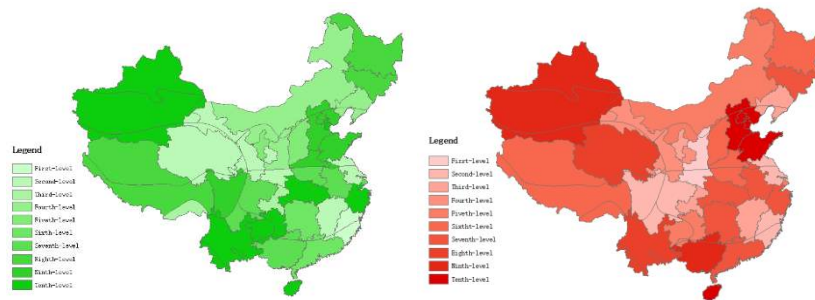 Legend
First-level
Second-level
Third-level
Fourth-level
Fiveth-level
Sixth-level
Seventh-level
Eighth-level
Ninth-level
Tenth-level
Legend
First-level
Second-level
Third-level
Fourth-level
Fiveth-level
Sixtht-level
Seventh-level
Eighth-level
Ninth-level
Tenth-level